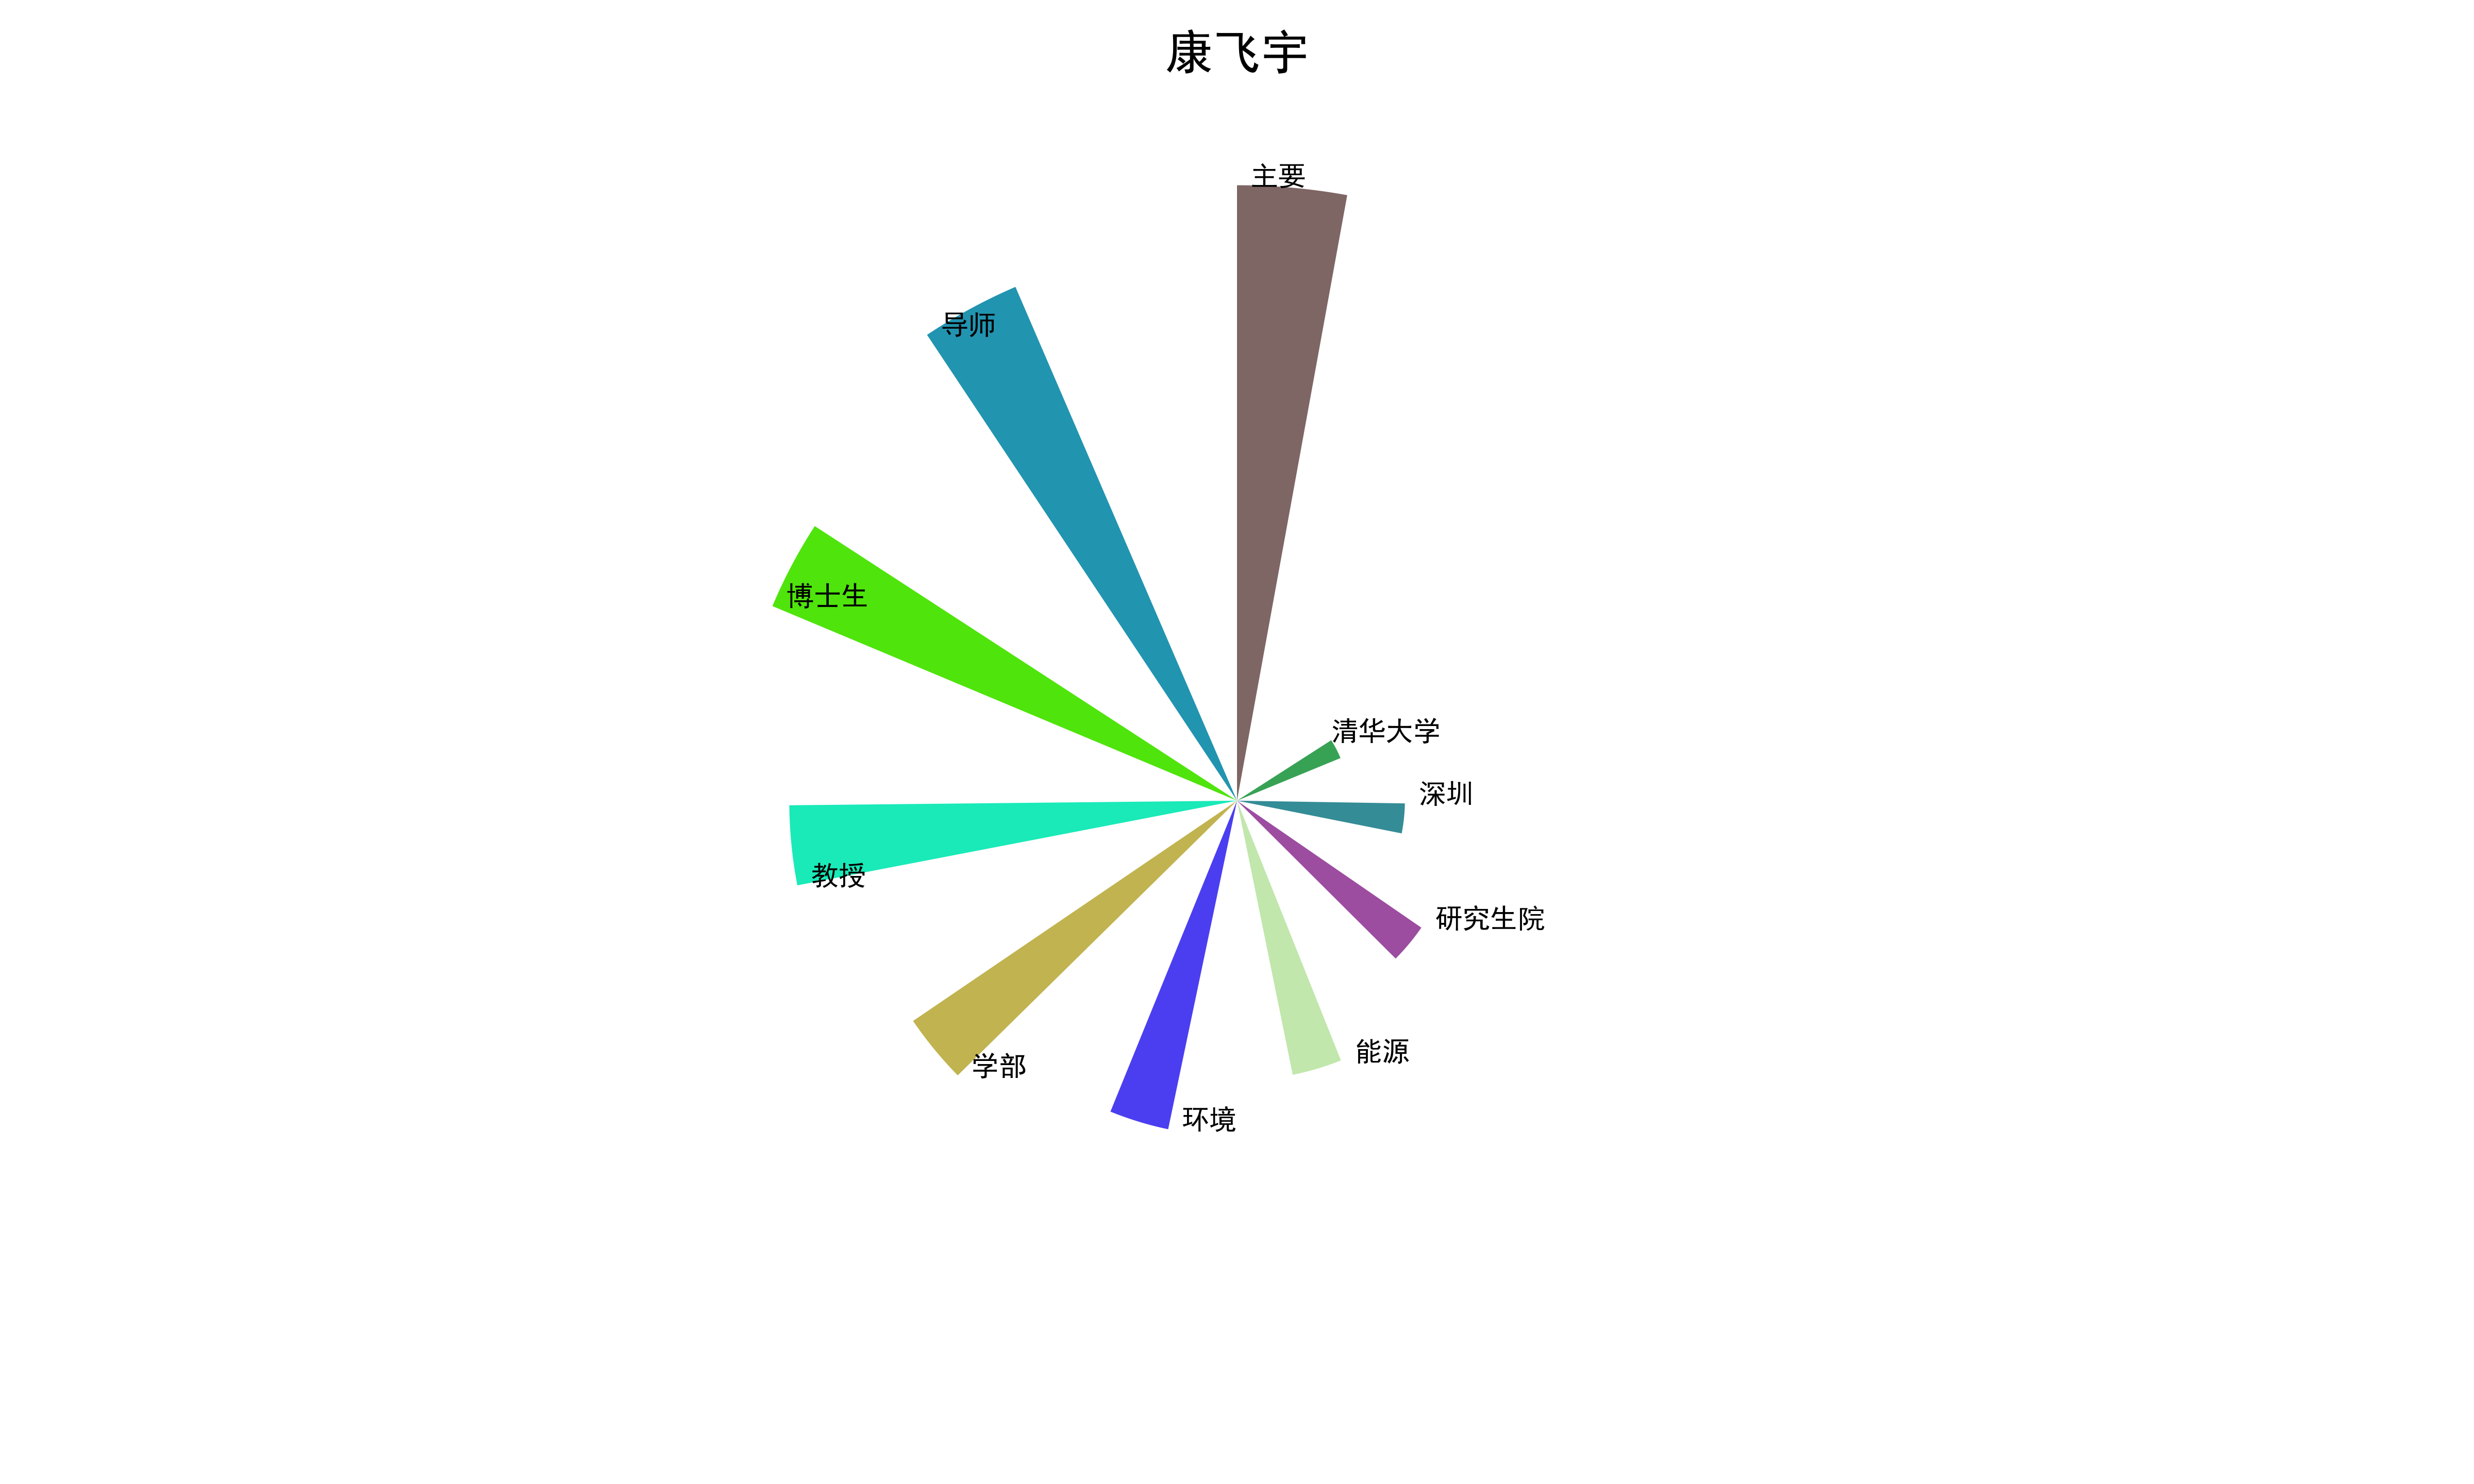 康飞宇
主要
导师
博士生
清华大学
深圳
教授
研究生院
能源
学部
环境